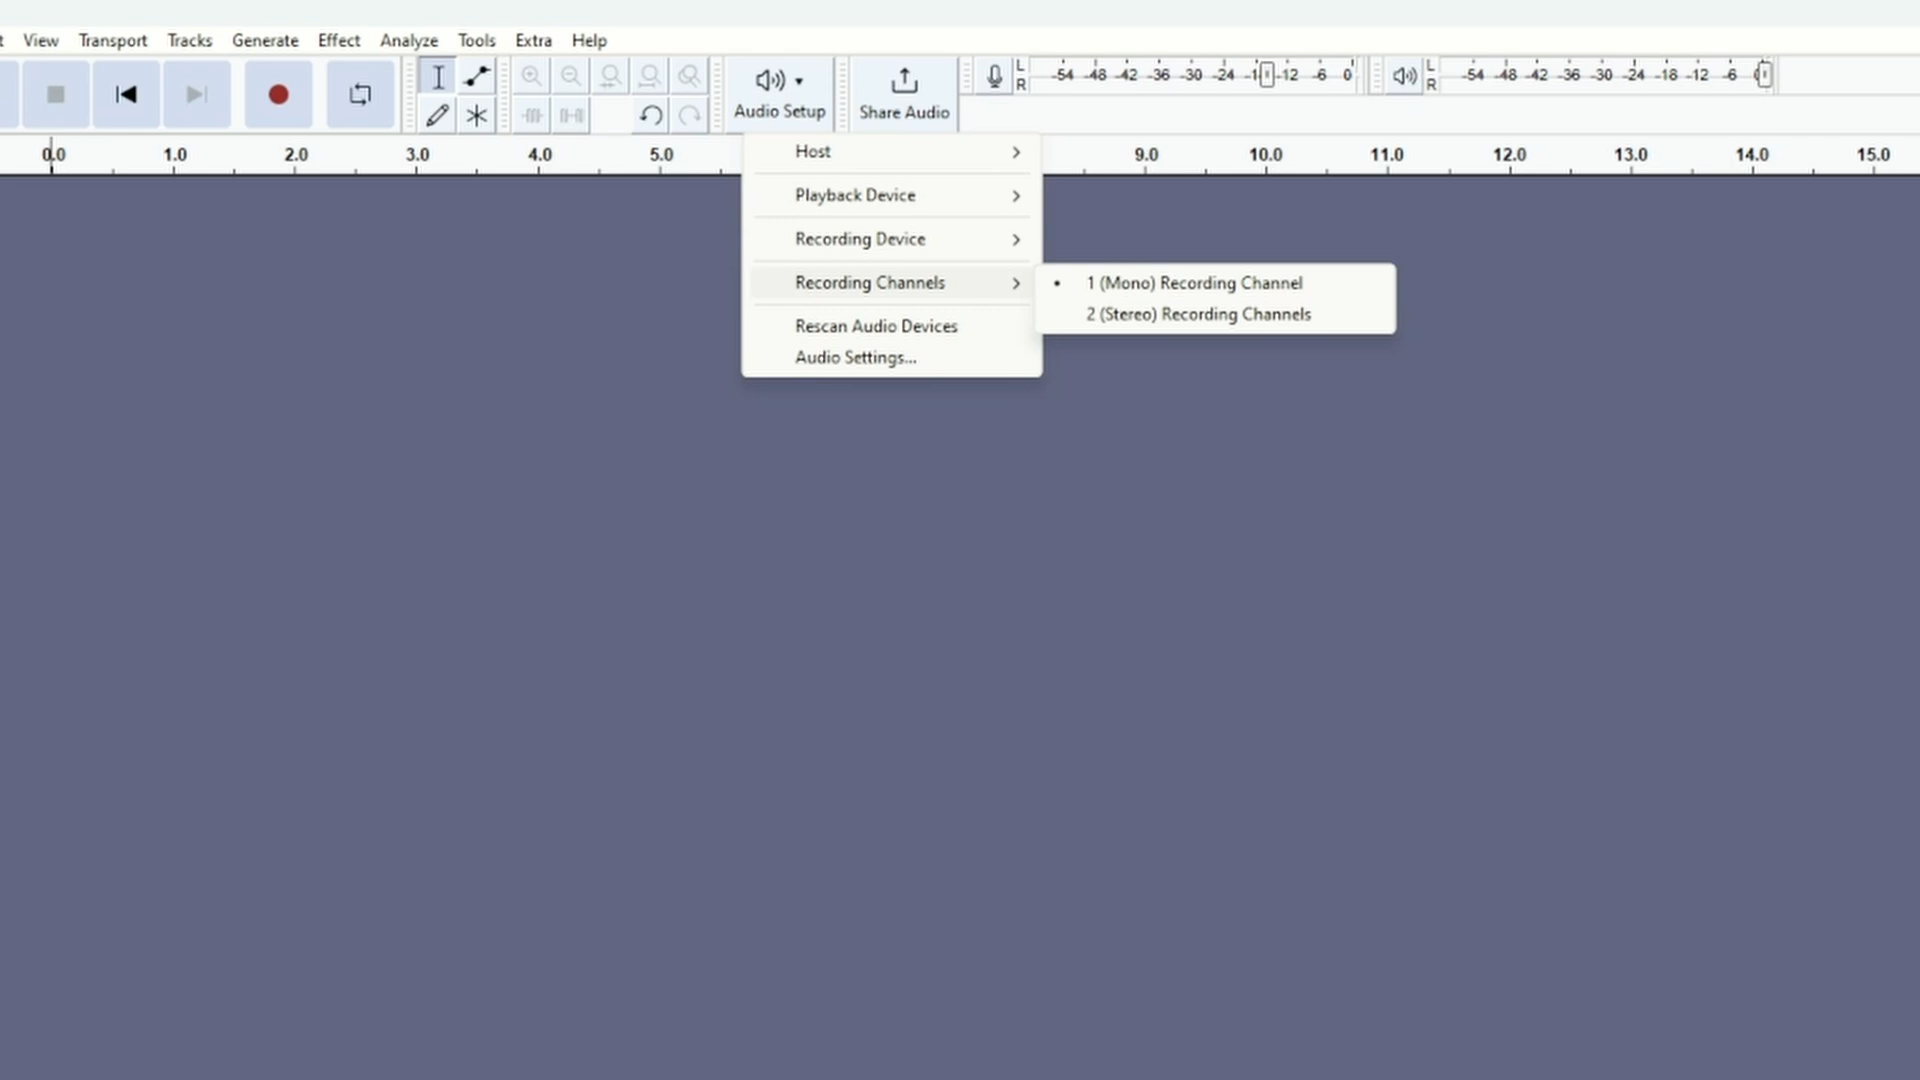 View Transport Tracks Generate Effect Analyze Tools Extra Help
Audio Setup
Share Audio
L
R
-54 -48 -42 -36 -30 -24 -12 -6 0
L
R
-54 -48 -42 -36 -30 -24 -18 -12 -6
0.0 1.0 2.0 3.0 4.0 5.0 9.0 10.0 11.0 12.0 13.0 14.0 15.0
Host
Playback Device
Recording Device
Recording Channels
1 (Mono) Recording Channel
2 (Stereo) Recording Channels
Rescan Audio Devices
Audio Settings...